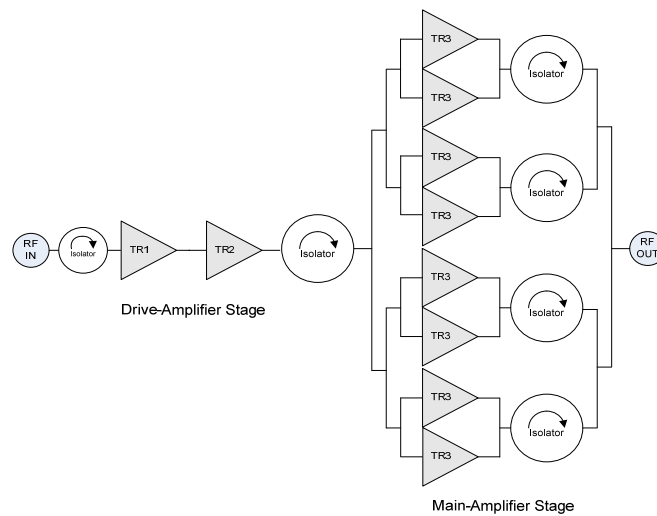 RF
IN
Isolator
TR1
TR2
Isolator
Drive-Amplifier Stage
TR3
TR3
Isolator
TR3
TR3
Isolator
TR3
TR3
Isolator
TR3
TR3
Isolator
RF
OUT
Main-Amplifier Stage